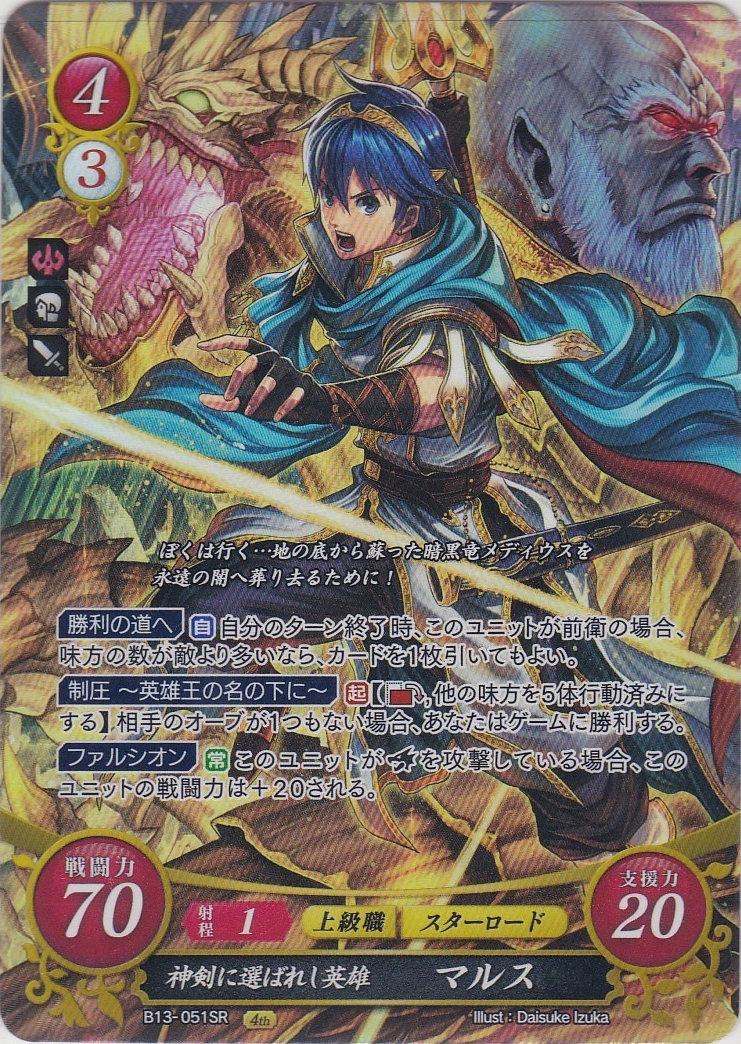 4
3
ぼくは行く…地の底から蘇った暗黒竜メディウスを
永遠の闇へ葬り去るために!
勝利の道へ 自 自分のターン終了時、このユニットが前衛の場合、
味方の数が敵より多いなら、カードを1枚引いてもよい。
制圧 ~英雄王の名の下に~ 起【、他の味方を5体行動済みに
する】相手のオーブが1つもない場合、あなたはゲームに勝利する。
ファルシオン 常 このユニットがを攻撃している場合、この
ユニットの戦闘力は+20される。
戦闘力
70
射程 1 上級職 スターロード
支援力
20
神剣に選ばれし英雄 マルス
B13-051SR 4th Illust : Daisuke Izuka